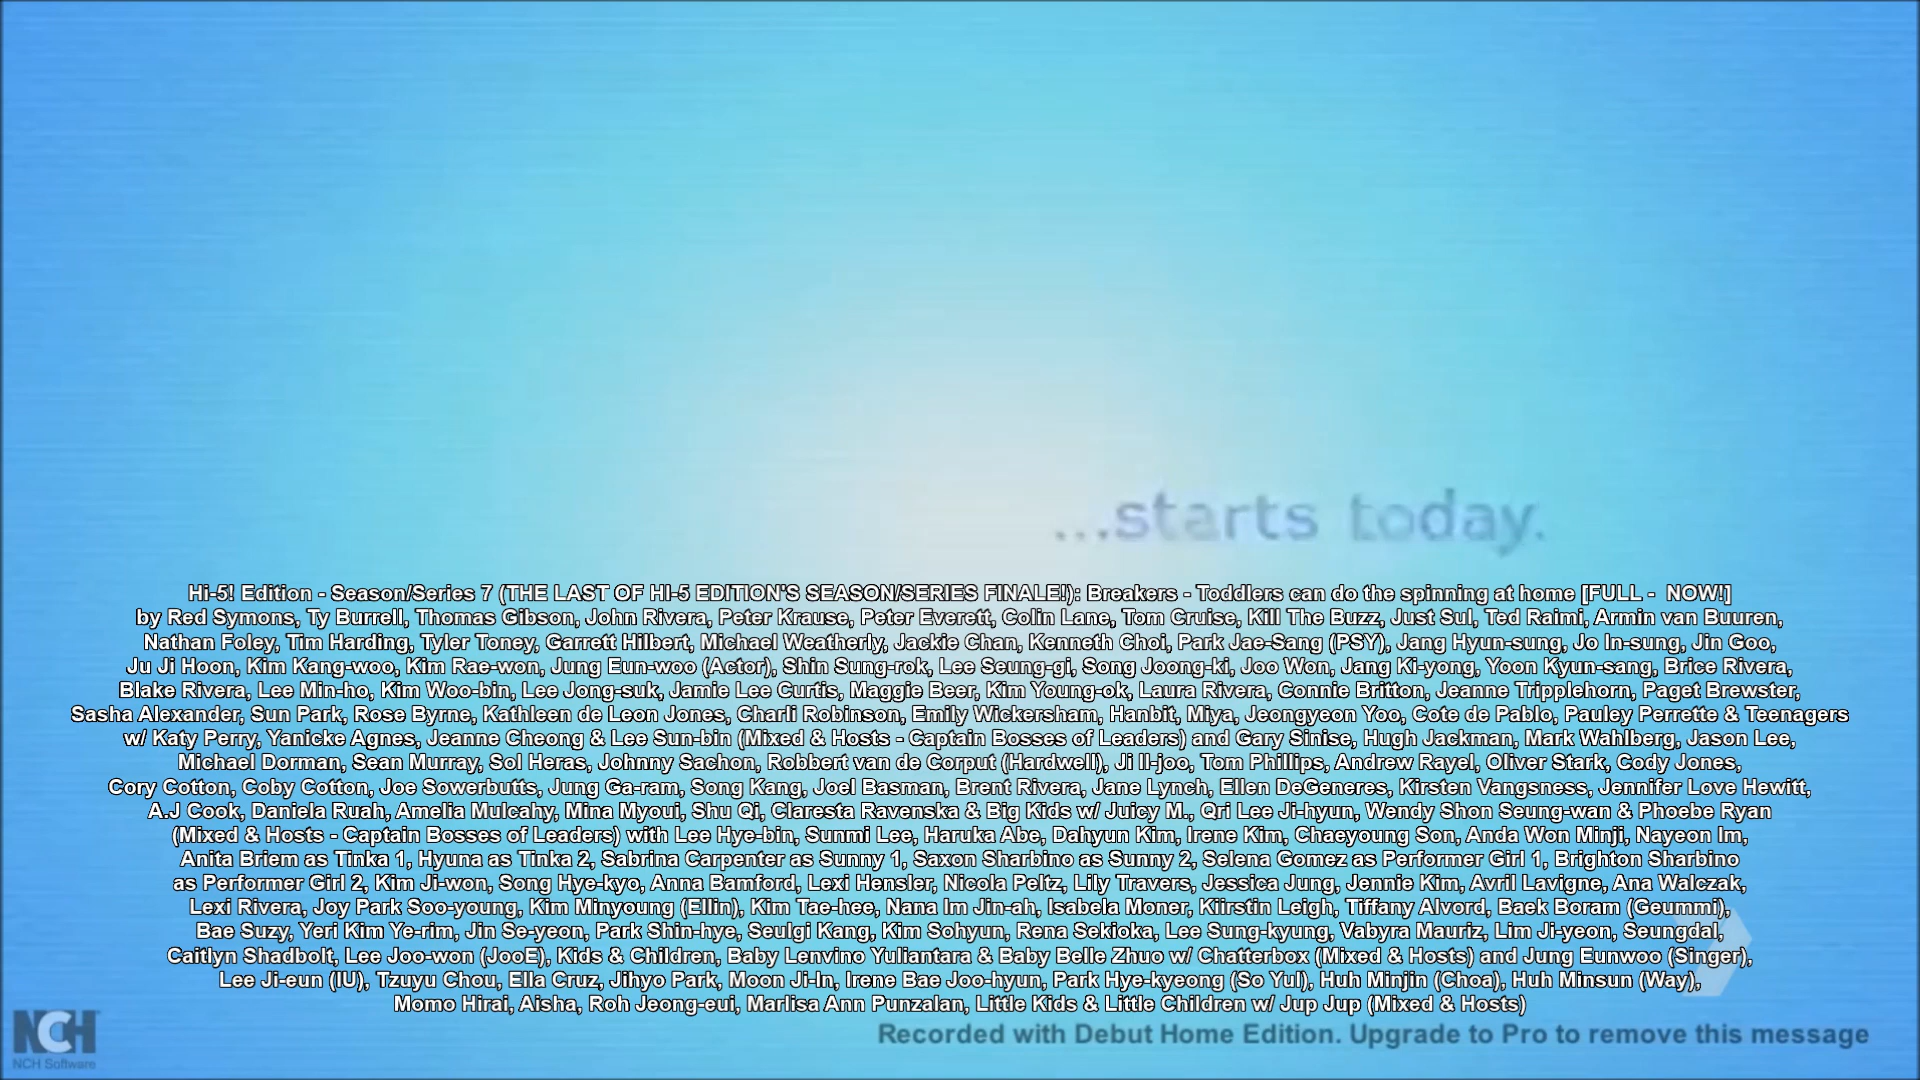 ...starts today.
Hi-5! Edition - Season/Series 7 (THE LAST OF HI-5 EDITION'S SEASON/SERIES FINALE!): Breakers - Toddlers can do the spinning at home [FULL -  NOW!]
by Red Symons, Ty Burrell, Thomas Gibson, John Rivera, Peter Krause, Peter Everett, Colin Lane, Tom Cruise, Kill The Buzz, Just Sul, Ted Raimi, Armin van Buuren,
Nathan Foley, Tim Harding, Tyler Toney, Garrett Hilbert, Michael Weatherly, Jackie Chan, Kenneth Choi, Park Jae-Sang (PSY), Jang Hyun-sung, Jo In-sung, Jin Goo,
Ju Ji Hoon, Kim Kang-woo, Kim Rae-won, Jung Eun-woo (Actor), Shin Sung-rok, Lee Seung-gi, Song Joong-ki, Joo Won, Jang Ki-yong, Yoon Kyun-sang, Brice Rivera,
Blake Rivera, Lee Min-ho, Kim Woo-bin, Lee Jong-suk, Jamie Lee Curtis, Maggie Beer, Kim Young-ok, Laura Rivera, Connie Britton, Jeanne Tripplehorn, Paget Brewster,
Sasha Alexander, Sun Park, Rose Byrne, Kathleen de Leon Jones, Charli Robinson, Emily Wickersham, Hanbit, Miya, Jeongyeon Yoo, Cote de Pablo, Pauley Perrette & Teenagers
w/ Katy Perry, Yanicke Agnes, Jeanne Cheong & Lee Sun-bin (Mixed & Hosts - Captain Bosses of Leaders) and Gary Sinise, Hugh Jackman, Mark Wahlberg, Jason Lee,
Michael Dorman, Sean Murray, Sol Heras, Johnny Sachon, Robbert van de Corput (Hardwell), Ji Il-joo, Tom Phillips, Andrew Rayel, Oliver Stark, Cody Jones,
Cory Cotton, Coby Cotton, Joe Sowerbutts, Jung Ga-ram, Song Kang, Joel Basman, Brent Rivera, Jane Lynch, Ellen DeGeneres, Kirsten Vangsness, Jennifer Love Hewitt,
A.J Cook, Daniela Ruah, Amelia Mulcahy, Mina Myoui, Shu Qi, Claresta Ravenska & Big Kids w/ Juicy M., Qri Lee Ji-hyun, Wendy Shon Seung-wan & Phoebe Ryan
(Mixed & Hosts - Captain Bosses of Leaders) with Lee Hye-bin, Sunmi Lee, Haruka Abe, Dahyun Kim, Irene Kim, Chaeyoung Son, Anda Won Minji, Nayeon Im,
Anita Briem as Tinka 1, Hyuna as Tinka 2, Sabrina Carpenter as Sunny 1, Saxon Sharbino as Sunny 2, Selena Gomez as Performer Girl 1, Brighton Sharbino
as Performer Girl 2, Kim Ji-won, Song Hye-kyo, Anna Bamford, Lexi Hensler, Nicola Peltz, Lily Travers, Jessica Jung, Jennie Kim, Avril Lavigne, Ana Walczak,
Lexi Rivera, Joy Park Soo-young, Kim Minyoung (Ellin), Kim Tae-hee, Nana Im Jin-ah, Isabela Moner, Kiirstin Leigh, Tiffany Alvord, Baek Boram (Geummi),
Bae Suzy, Yeri Kim Ye-rim, Jin Se-yeon, Park Shin-hye, Seulgi Kang, Kim Sohyun, Rena Sekioka, Lee Sung-kyung, Vabyra Mauriz, Lim Ji-yeon, Seungdal,
Caitlyn Shadbolt, Lee Joo-won (JooE), Kids & Children, Baby Lenvino Yuliantara & Baby Belle Zhuo w/ Chatterbox (Mixed & Hosts) and Jung Eunwoo (Singer),
Lee Ji-eun (IU), Tzuyu Chou, Ella Cruz, Jihyo Park, Moon Ji-In, Irene Bae Joo-hyun, Park Hye-kyeong (So Yul), Huh Minjin (Choa), Huh Minsun (Way),
Momo Hirai, Aisha, Roh Jeong-eui, Marlisa Ann Punzalan, Little Kids & Little Children w/ Jup Jup (Mixed & Hosts)
NCH
NCH Software
Recorded with Debut Home Edition. Upgrade to Pro to remove this message